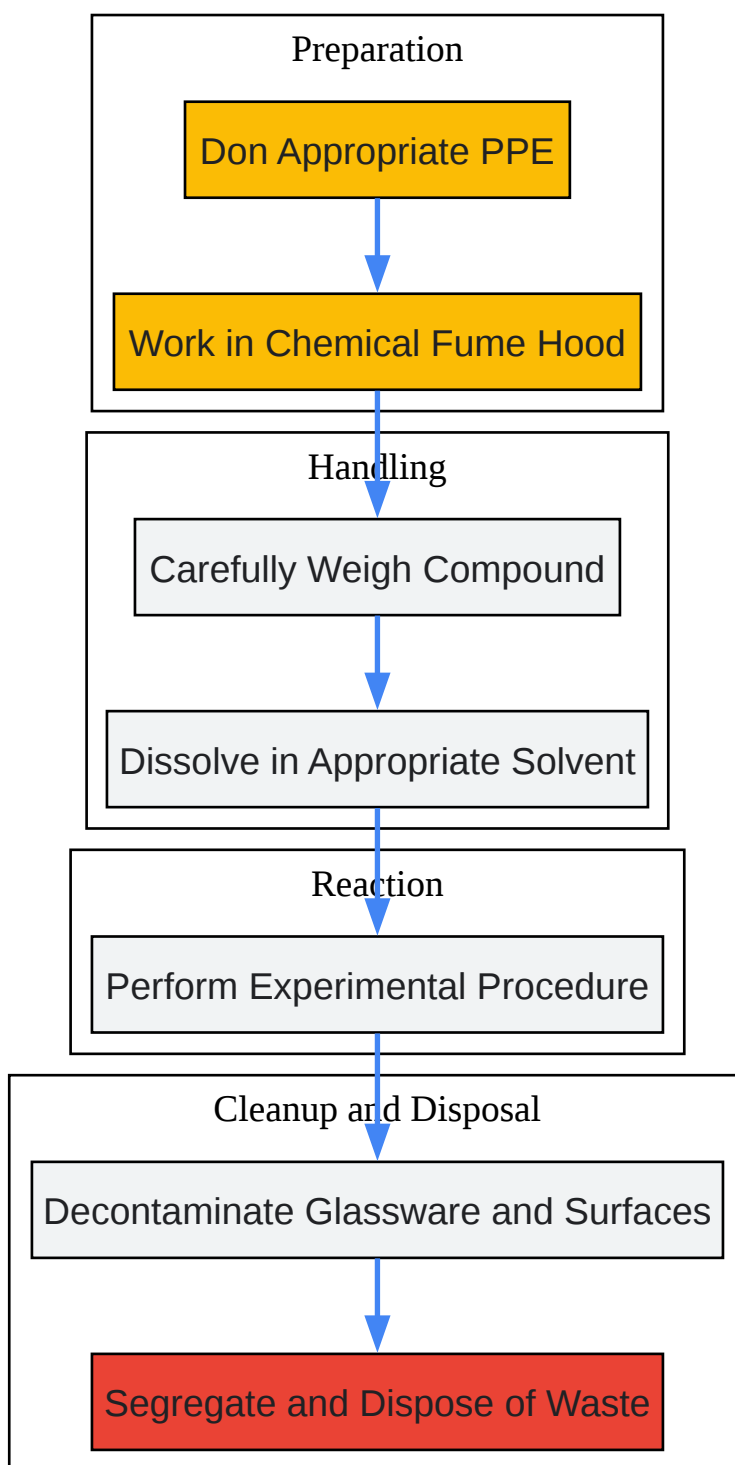 Preparation
Don Appropriate PPE
Work in Chemical Fume Hood
Handling
Carefully Weigh Compound
Dissolve in Appropriate Solvent
Reaction
Perform Experimental Procedure
Cleanup and Disposal
Decontaminate Glassware and Surfaces
Segregate and Dispose of Waste